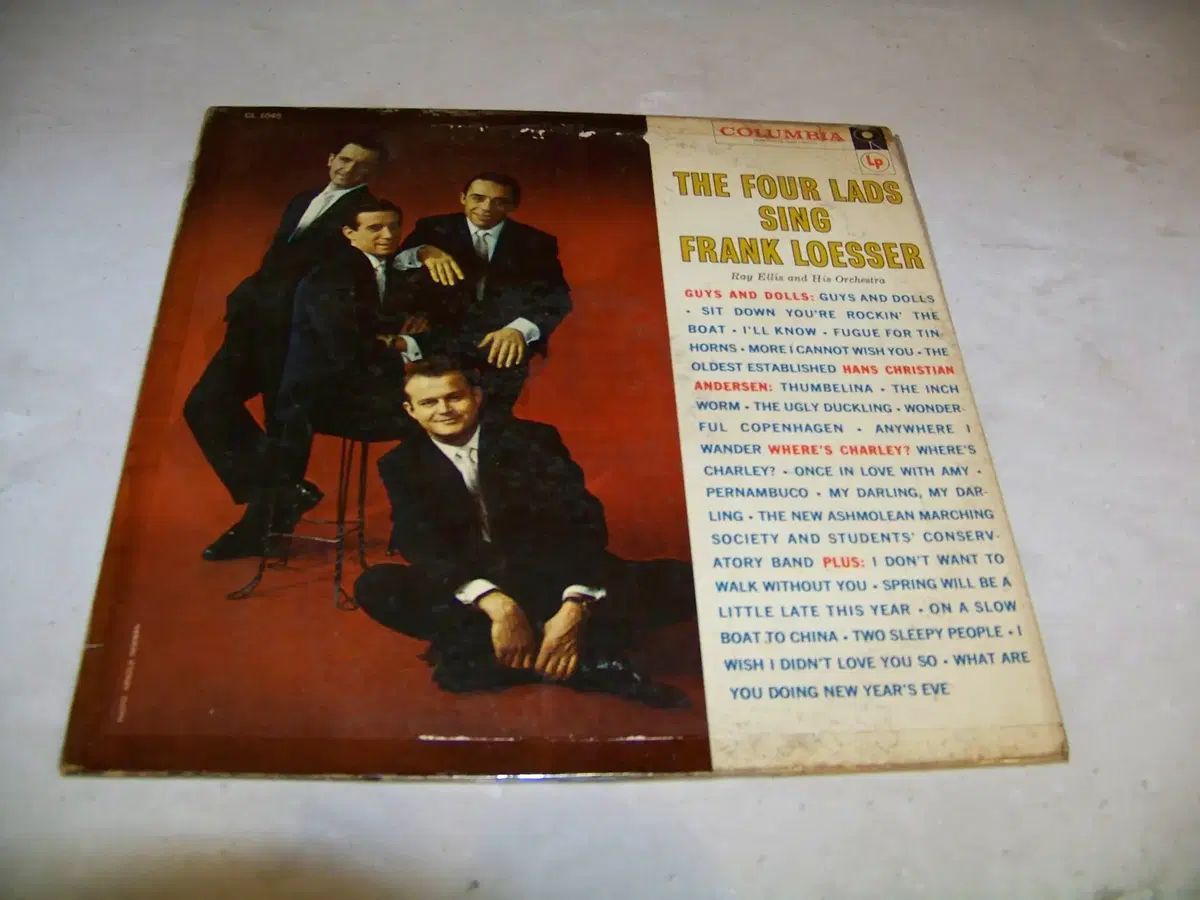 CL 1045
COLUMBIA
Lp
THE FOUR LADS
SING
FRANK LOESSER
Ray Ellis and His Orchestra
GUYS AND DOLLS: GUYS AND DOLLS
• SIT DOWN YOU'RE ROCKIN' THE
BOAT • I'LL KNOW • FUGUE FOR TIN-
HORNS • MORE I CANNOT WISH YOU • THE
OLDEST ESTABLISHED HANS CHRISTIAN
ANDERSEN: THUMBELINA • THE INCH
WORM • THE UGLY DUCKLING • WONDER-
FUL COPENHAGEN • ANYWHERE I
WANDER WHERE'S CHARLEY? WHERE'S
CHARLEY? • ONCE IN LOVE WITH AMY •
PERNAMBUCO • MY DARLING, MY DAR-
LING • THE NEW ASHMOLEAN MARCHING
SOCIETY AND STUDENTS' CONSERV-
ATORY BAND PLUS: I DON'T WANT TO
WALK WITHOUT YOU • SPRING WILL BE A
LITTLE LATE THIS YEAR • ON A SLOW
BOAT TO CHINA • TWO SLEEPY PEOPLE • I
WISH I DIDN'T LOVE YOU SO • WHAT ARE
YOU DOING NEW YEAR'S EVE